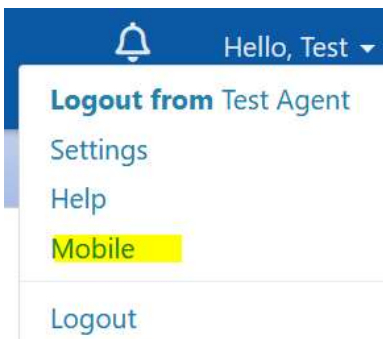 Hello, Test
Logout from Test Agent
Settings
Help
Mobile
Logout